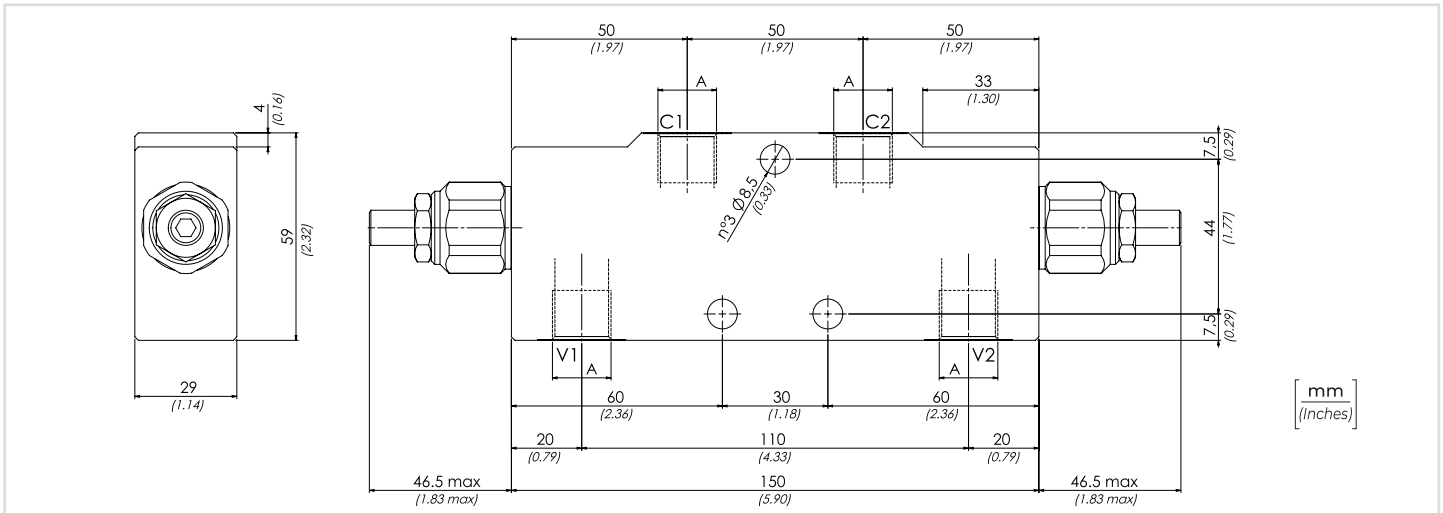 50
(1.97)
50
(1.97)
50
(1.97)
A
A
33
(1.30)
4
(0.16)
C1
C2
7,5
(0.29)
n°3 Ø8,5
(0.33)
59
(2.32)
44
(1.77)
7,5
(0.29)
V1
V2
A
A
29
(1.14)
60
(2.36)
30
(1.18)
60
(2.36)
mm
(Inches)
20
(0.79)
110
(4.33)
20
(0.79)
46.5 max
(1.83 max)
150
(5.90)
46.5 max
(1.83 max)